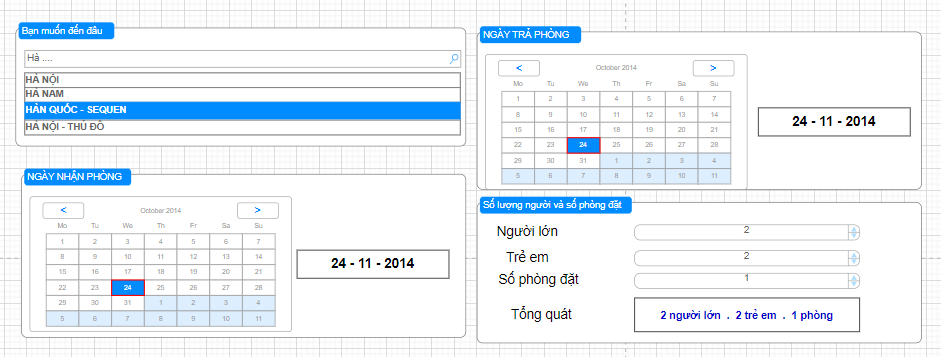 Bạn muốn đến đâu
Hà ....
HÀ NỘI
HÀ NAM
HÀN QUỐC - SEQUEN
HÀ NỘI - THỦ ĐÔ
NGÀY NHẬN PHÒNG
< October 2014 >
Mo Tu We Th Fr Sa Su
1 2 3 4 5 6 7
8 9 10 11 12 13 14
15 16 17 18 19 20 21
22 23 24 25 26 27 28
29 30 31 1 2 3 4
5 6 7 8 9 10 11
24 - 11 - 2014
NGÀY TRẢ PHÒNG
< October 2014 >
Mo Tu We Th Fr Sa Su
1 2 3 4 5 6 7
8 9 10 11 12 13 14
15 16 17 18 19 20 21
22 23 24 25 26 27 28
29 30 31 1 2 3 4
5 6 7 8 9 10 11
24 - 11 - 2014
Số lượng người và số phòng đặt
Người lớn 2
Trẻ em 2
Số phòng đặt 1
Tổng quát 2 người lớn . 2 trẻ em . 1 phòng